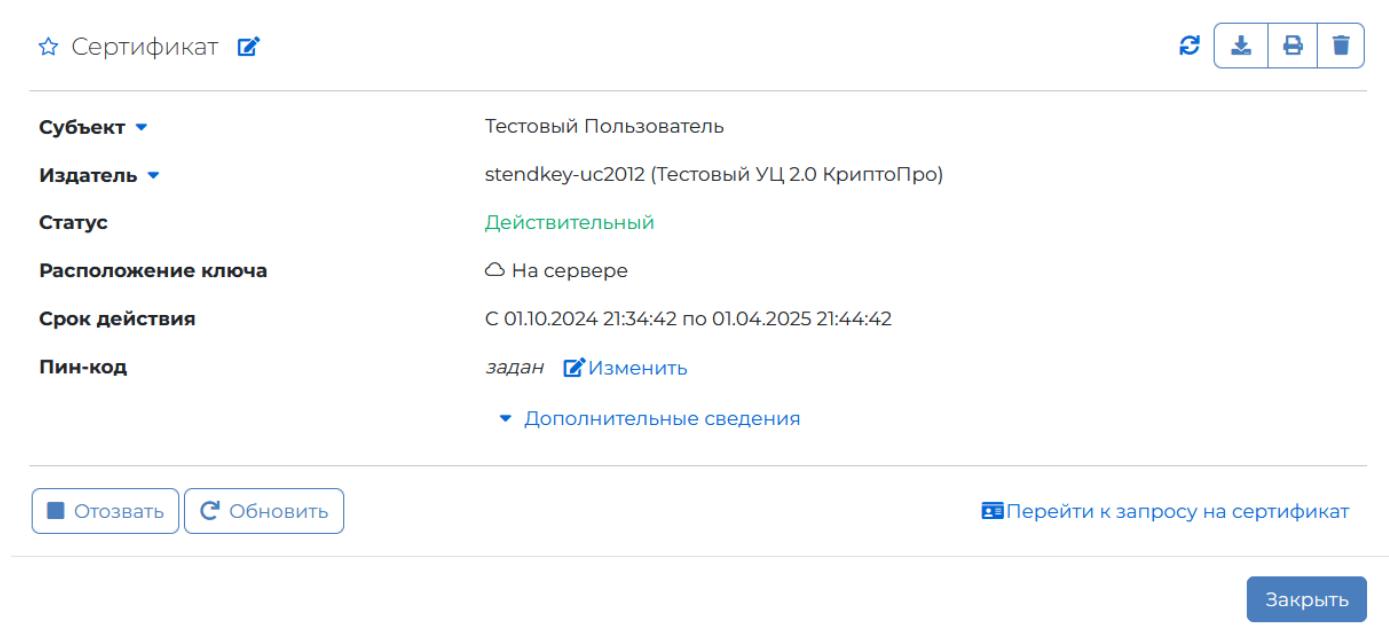 Сертификат
Субъект Тестовый Пользователь
Издатель stendkey-uc2012 (Тестовый УЦ 2.0 КриптоПро)
Статус Действительный
Расположение ключа На сервере
Срок действия С 01.10.2024 21:34:42 по 01.04.2025 21:44:42
Пин-код задан Изменить
Дополнительные сведения
Отозвать Обновить Перейти к запросу на сертификат
Закрыть